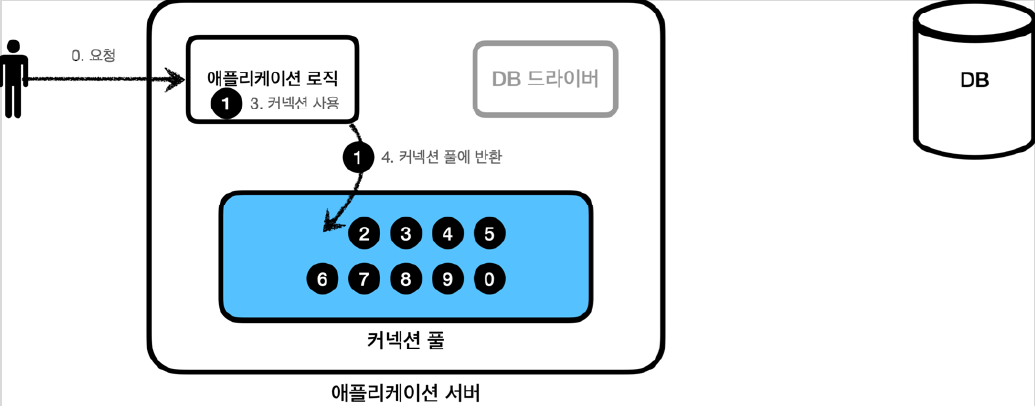 0. 요청
애플리케이션 로직
1 3. 커넥션 사용
DB 드라이버
DB
1 4. 커넥션 풀에 반환
2 3 4 5
6 7 8 9 0
커넥션 풀
애플리케이션 서버